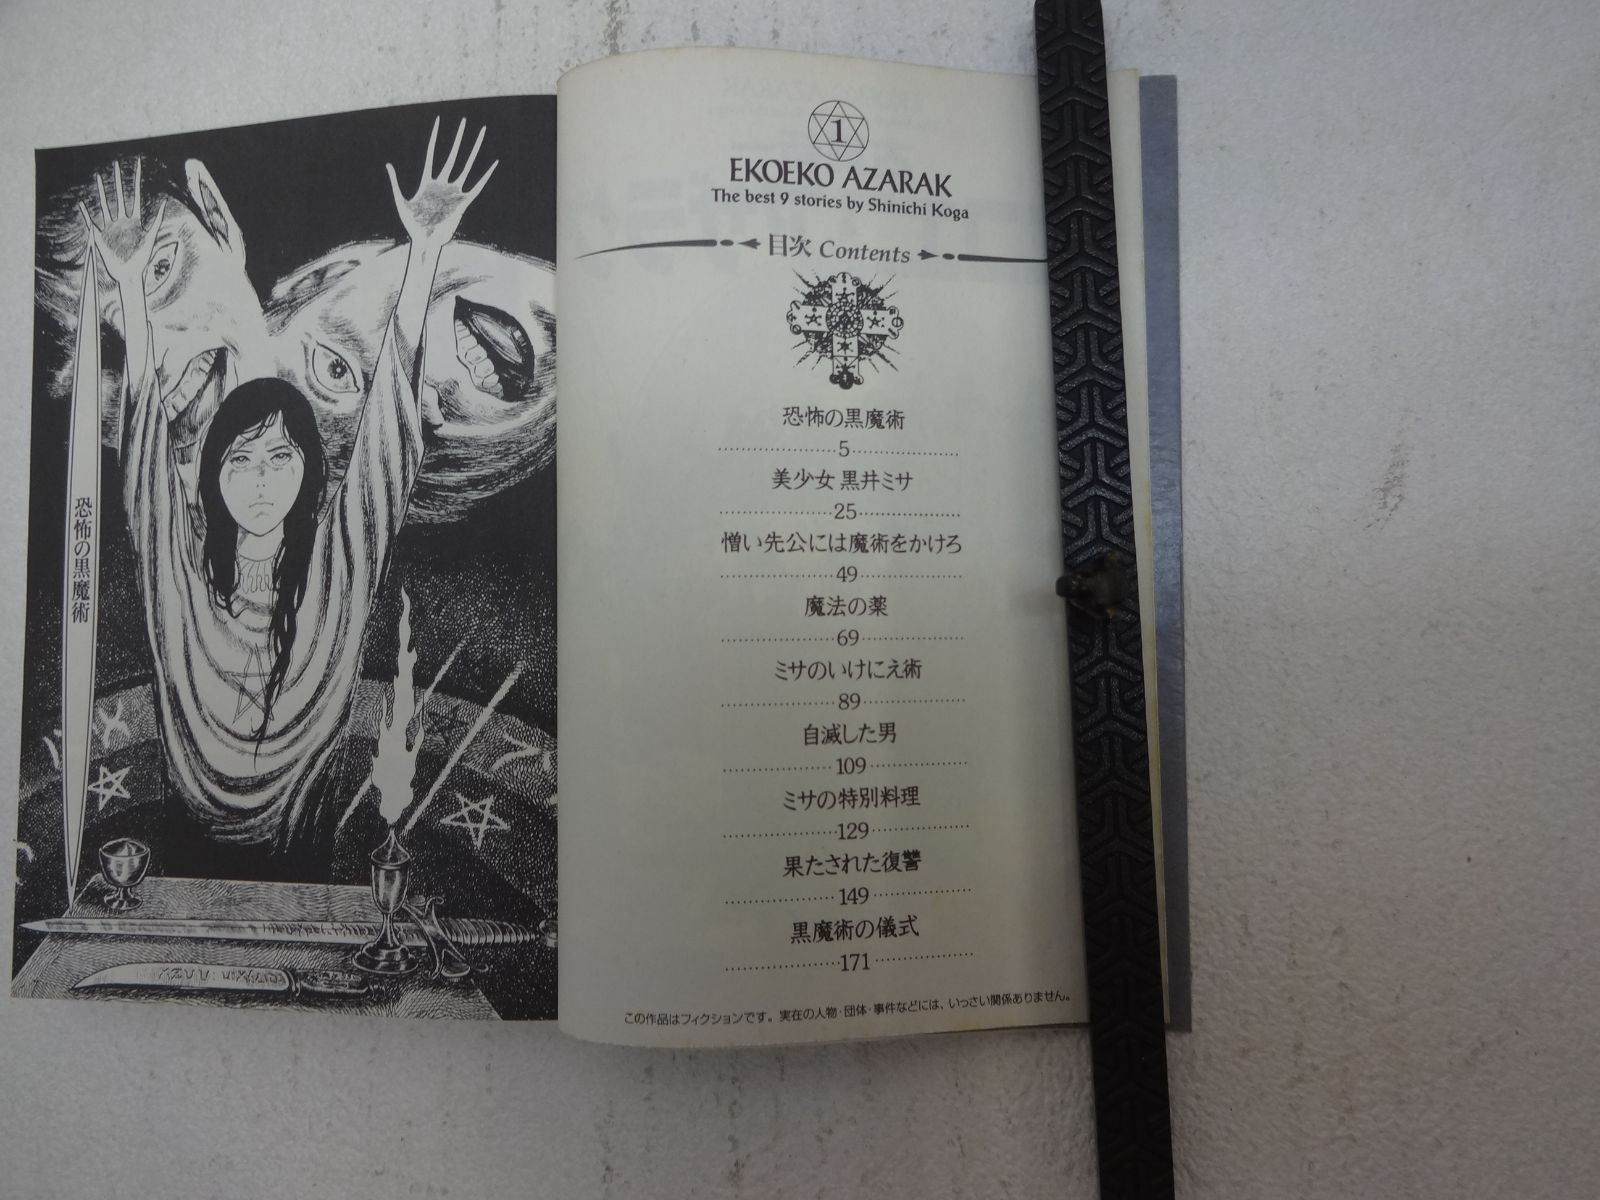 恐怖の黒魔術
1
EKOEKO AZARAK
The best 9 stories by Shinichi Koga
目次 Contents
恐怖の黒魔術
5
美少女 黒井ミサ
25
憎い先公には魔術をかけろ
49
魔法の薬
69
ミサのいけにえ術
89
自滅した男
109
ミサの特別料理
129
果たされた復讐
149
黒魔術の儀式
171
この作品はフィクションです。実在の人物・団体・事件などには、いっさい関係ありません。